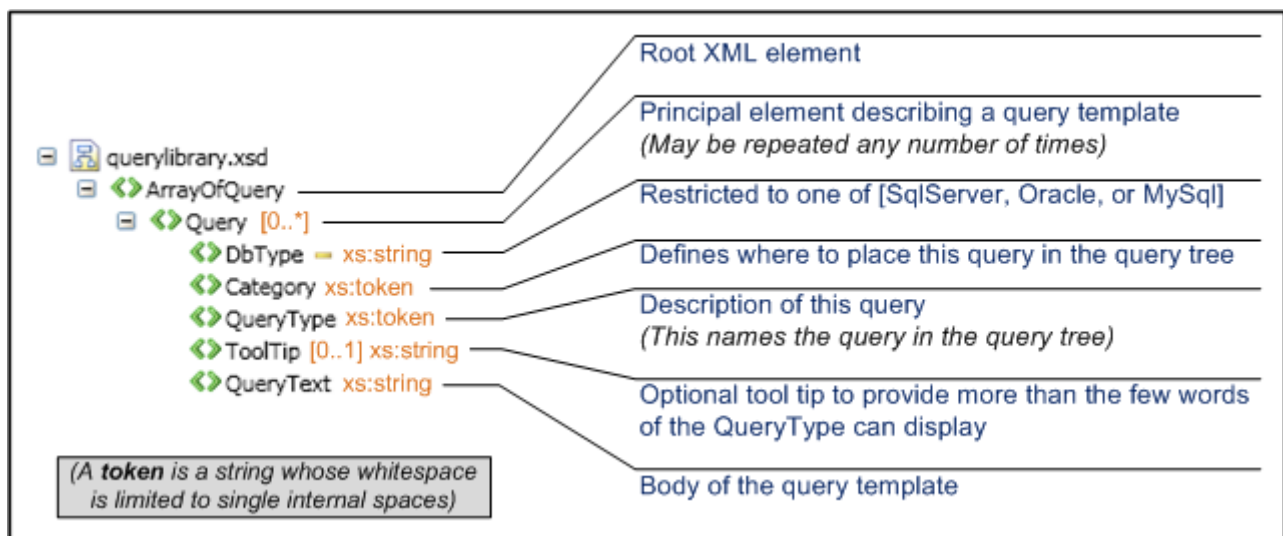 Root XML element
Principal element describing a query template
(May be repeated any number of times)
querylibrary.xsd
ArrayOfQuery
Restricted to one of [SqlServer, Oracle, or MySql]
Query [0..*]
DbType xs:string
Defines where to place this query in the query tree
Category xs:token
Description of this query
QueryType xs:token
(This names the query in the query tree)
ToolTip [0..1] xs:string
QueryText xs:string
Optional tool tip to provide more than the few words
of the QueryType can display
(A token is a string whose whitespace
is limited to single internal spaces)
Body of the query template